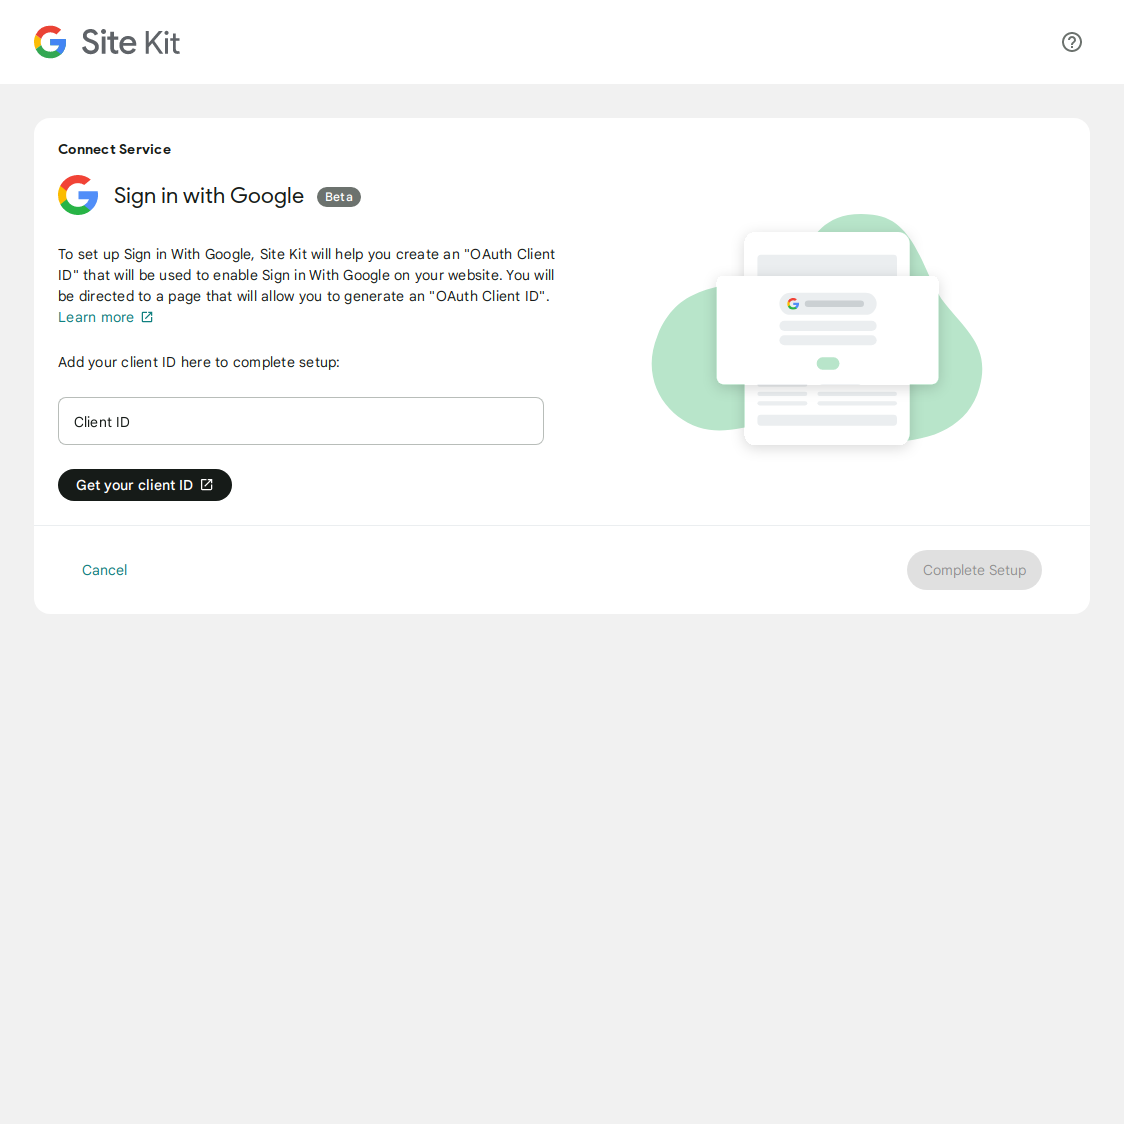 Site Kit
Connect Service
Sign in with Google Beta
To set up Sign in With Google, Site Kit will help you create an "OAuth Client
ID" that will be used to enable Sign in With Google on your website. You will
be directed to a page that will allow you to generate an "OAuth Client ID".
Learn more
Add your client ID here to complete setup:
Client ID
Get your client ID
Cancel
Complete Setup